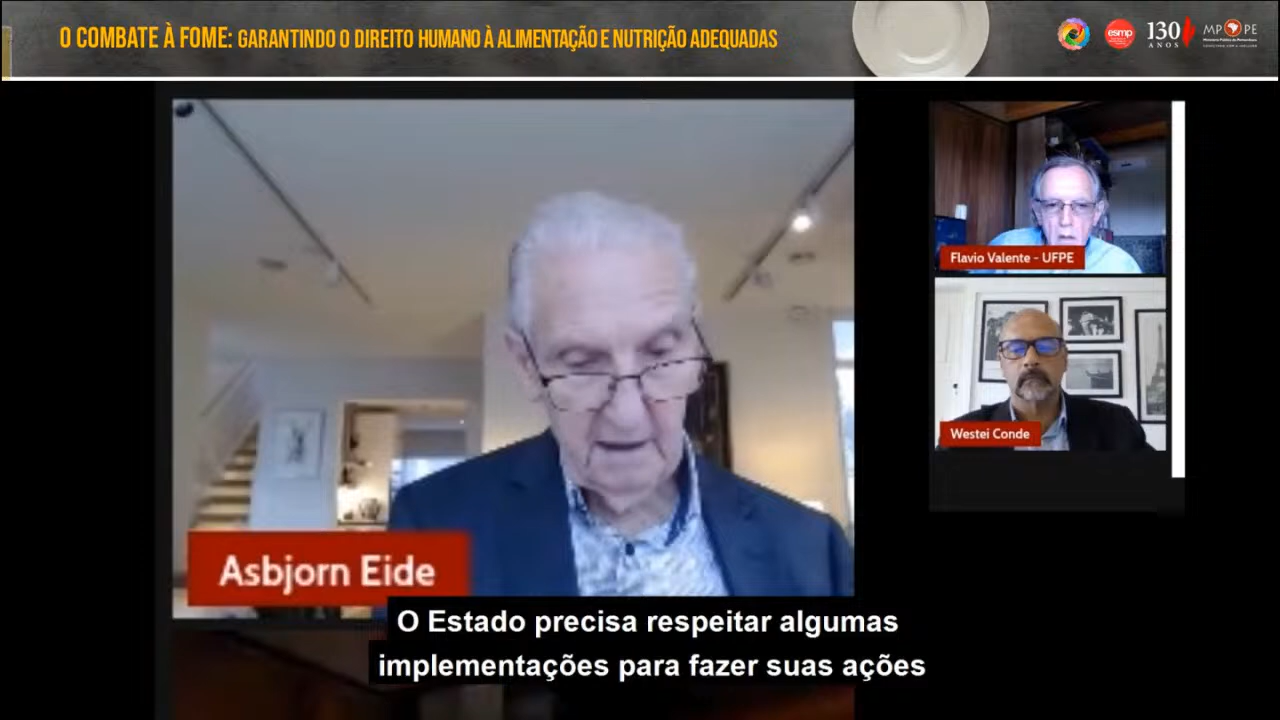 O COMBATE À FOME: GARANTINDO O DIREITO HUMANO À ALIMENTAÇÃO E NUTRIÇÃO ADEQUADAS
esmp
130
ANOS
MPPE
Flavio Valente - UFPE
Westei Conde
Asbjorn Eide
O Estado precisa respeitar algumas
implementações para fazer suas ações